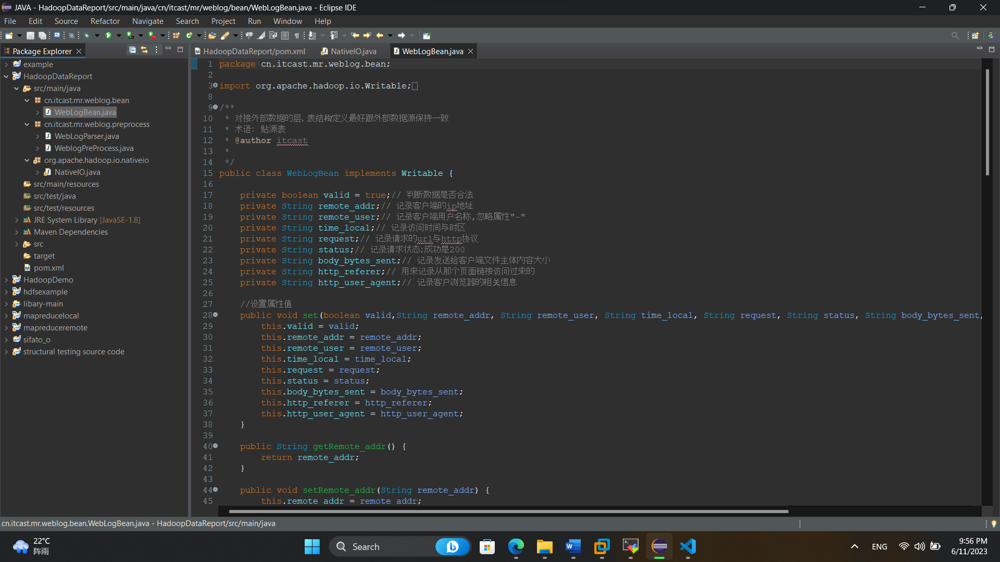 JAVA - HadoopDataReport/src/main/java/cn/itcast/mr/weblog/bean/WebLogBean.java - Eclipse IDE
File Edit Source Refactor Navigate Search Project Run Window Help
Package Explorer
example
HadoopDataReport
src/main/java
cn.itcast.mr.weblog.bean
WebLogBean.java
cn.itcast.mr.weblog.preprocess
WebLogParser.java
WeblogPreProcess.java
org.apache.hadoop.io.nativeio
NativeIO.java
src/main/resources
src/test/java
src/test/resources
JRE System Library [JavaSE-1.8]
Maven Dependencies
src
target
pom.xml
HadoopDemo
hdfsexample
libary-main
mapreducelocal
mapreduceremote
sifato_o
structural testing source code
HadoopDataReport/pom.xml NativeIO.java WebLogBean.java
1 package cn.itcast.mr.weblog.bean;
2
3 import org.apache.hadoop.io.Writable;
8
9 /**
10 * 对接外部数据的层，表结构定义最好跟外部数据源保持一致
11 * 术语: 贴源表
12 * @author itcast
13 *
14 */
15 public class WebLogBean implements Writable {
16
17 private boolean valid = true;// 判断数据是否合法
18 private String remote_addr;// 记录客户端的ip地址
19 private String remote_user;// 记录客户端用户名称,忽略属性"-"
20 private String time_local;// 记录访问时间与时区
21 private String request;// 记录请求的url与http协议
22 private String status;// 记录请求状态;成功是200
23 private String body_bytes_sent;// 记录发送给客户端文件主体内容大小
24 private String http_referer;// 用来记录从那个页面链接访问过来的
25 private String http_user_agent;// 记录客户浏览器的相关信息
26
27 //设置属性值
28 public void set(boolean valid,String remote_addr, String remote_user, String time_local, String request, String status, String body_bytes_sent,
29 this.valid = valid;
30 this.remote_addr = remote_addr;
31 this.remote_user = remote_user;
32 this.time_local = time_local;
33 this.request = request;
34 this.status = status;
35 this.body_bytes_sent = body_bytes_sent;
36 this.http_referer = http_referer;
37 this.http_user_agent = http_user_agent;
38 }
39
40 public String getRemote_addr() {
41 return remote_addr;
42 }
43
44 public void setRemote_addr(String remote_addr) {
45 this.remote_addr = remote_addr;
cn.itcast.mr.weblog.bean.WebLogBean.java - HadoopDataReport/src/main/java
22°C
阵雨
Search
ENG
9:56 PM
6/11/2023